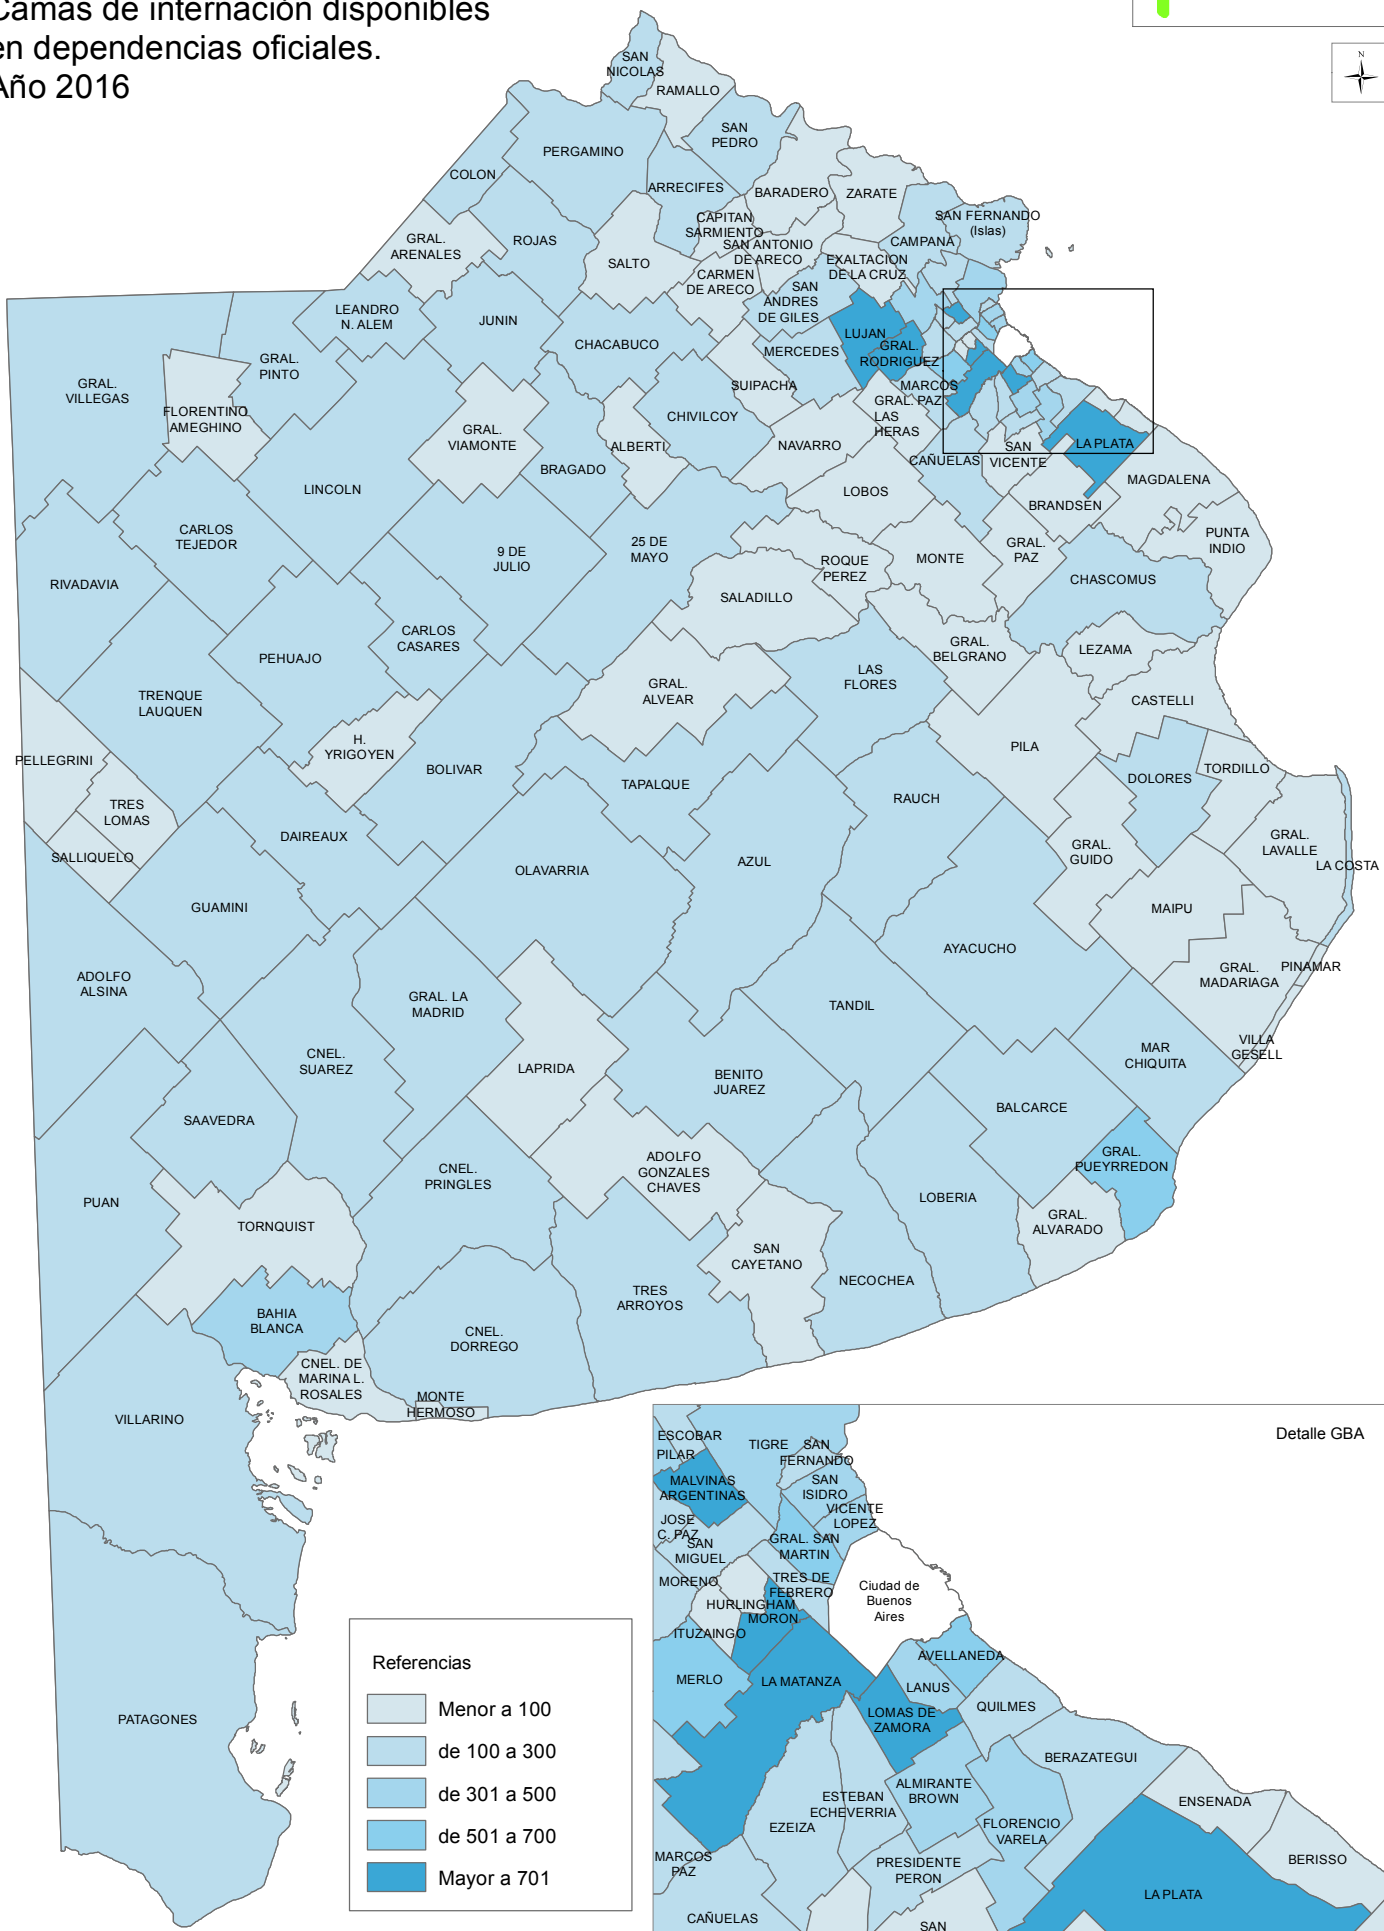 Camas de internación disponibles
en dependencias oficiales.
Año 2016
N
SAN
NICOLAS
RAMALLO
SAN
PEDRO
PERGAMINO
COLON
ARRECIFES
BARADERO
ZARATE
CAPITAN
SARMIENTO
SAN FERNANDO
(Islas)
GRAL.
ARENALES
ROJAS
SALTO
SAN ANTONIO
DE ARECO
CAMPANA
CARMEN
DE ARECO
EXALTACION
DE LA CRUZ
SAN
ANDRES
DE GILES
LEANDRO
N. ALEM
JUNIN
CHACABUCO
LUJAN
GRAL.
RODRIGUEZ
MERCEDES
GRAL.
PINTO
GRAL.
VILLEGAS
SUIPACHA
MARCOS
PAZ
GRAL.
LAS
HERAS
FLORENTINO
AMEGHINO
CHIVILCOY
GRAL.
VIAMONTE
ALBERTI
NAVARRO
BRAGADO
CAÑUELAS
SAN
VICENTE
LA PLATA
LINCOLN
LOBOS
MAGDALENA
BRANDSEN
CARLOS
TEJEDOR
9 DE
JULIO
25 DE
MAYO
PUNTA
INDIO
ROQUE
PEREZ
MONTE
GRAL.
PAZ
RIVADAVIA
CHASCOMUS
SALADILLO
CARLOS
CASARES
PEHUAJO
GRAL.
BELGRANO
LEZAMA
TRENQUE
LAUQUEN
GRAL.
ALVEAR
LAS
FLORES
CASTELLI
H.
YRIGOYEN
PELLEGRINI
BOLIVAR
PILA
TAPALQUE
DOLORES
TORDILLO
TRES
LOMAS
RAUCH
DAIREAUX
SALLIQUELO
GRAL.
GUIDO
GRAL.
LAVALLE
LA COSTA
OLAVARRIA
AZUL
GUAMINI
MAIPU
AYACUCHO
ADOLFO
ALSINA
GRAL.
MADARIAGA
PINAMAR
GRAL. LA
MADRID
TANDIL
VILLA
GESELL
CNEL.
SUAREZ
LAPRIDA
MAR
CHIQUITA
BENITO
JUAREZ
BALCARCE
SAAVEDRA
GRAL.
PUEYRREDON
ADOLFO
GONZALES
CHAVES
CNEL.
PRINGLES
PUAN
LOBERIA
TORNQUIST
GRAL.
ALVARADO
SAN
CAYETANO
NECOCHEA
TRES
ARROYOS
BAHIA
BLANCA
CNEL.
DORREGO
CNEL. DE
MARINA L.
ROSALES
MONTE
HERMOSO
VILLARINO
PATAGONES
Referencias
Menor a 100
de 100 a 300
de 301 a 500
de 501 a 700
Mayor a 701
Detalle GBA
ESCOBAR
PILAR
TIGRE
SAN
FERNANDO
MALVINAS
ARGENTINAS
SAN
ISIDRO
VICENTE
LOPEZ
JOSE
C. PAZ
SAN
MIGUEL
GRAL. SAN
MARTIN
MORENO
TRES DE
FEBRERO
Ciudad de
Buenos
Aires
HURLINGHAM
MORON
ITUZAINGO
MERLO
LA MATANZA
AVELLANEDA
LANUS
LOMAS DE
ZAMORA
QUILMES
BERAZATEGUI
ESTEBAN
ECHEVERRIA
ALMIRANTE
BROWN
ENSENADA
EZEIZA
FLORENCIO
VARELA
MARCOS
PAZ
PRESIDENTE
PERON
BERISSO
LA PLATA
CAÑUELAS
SAN